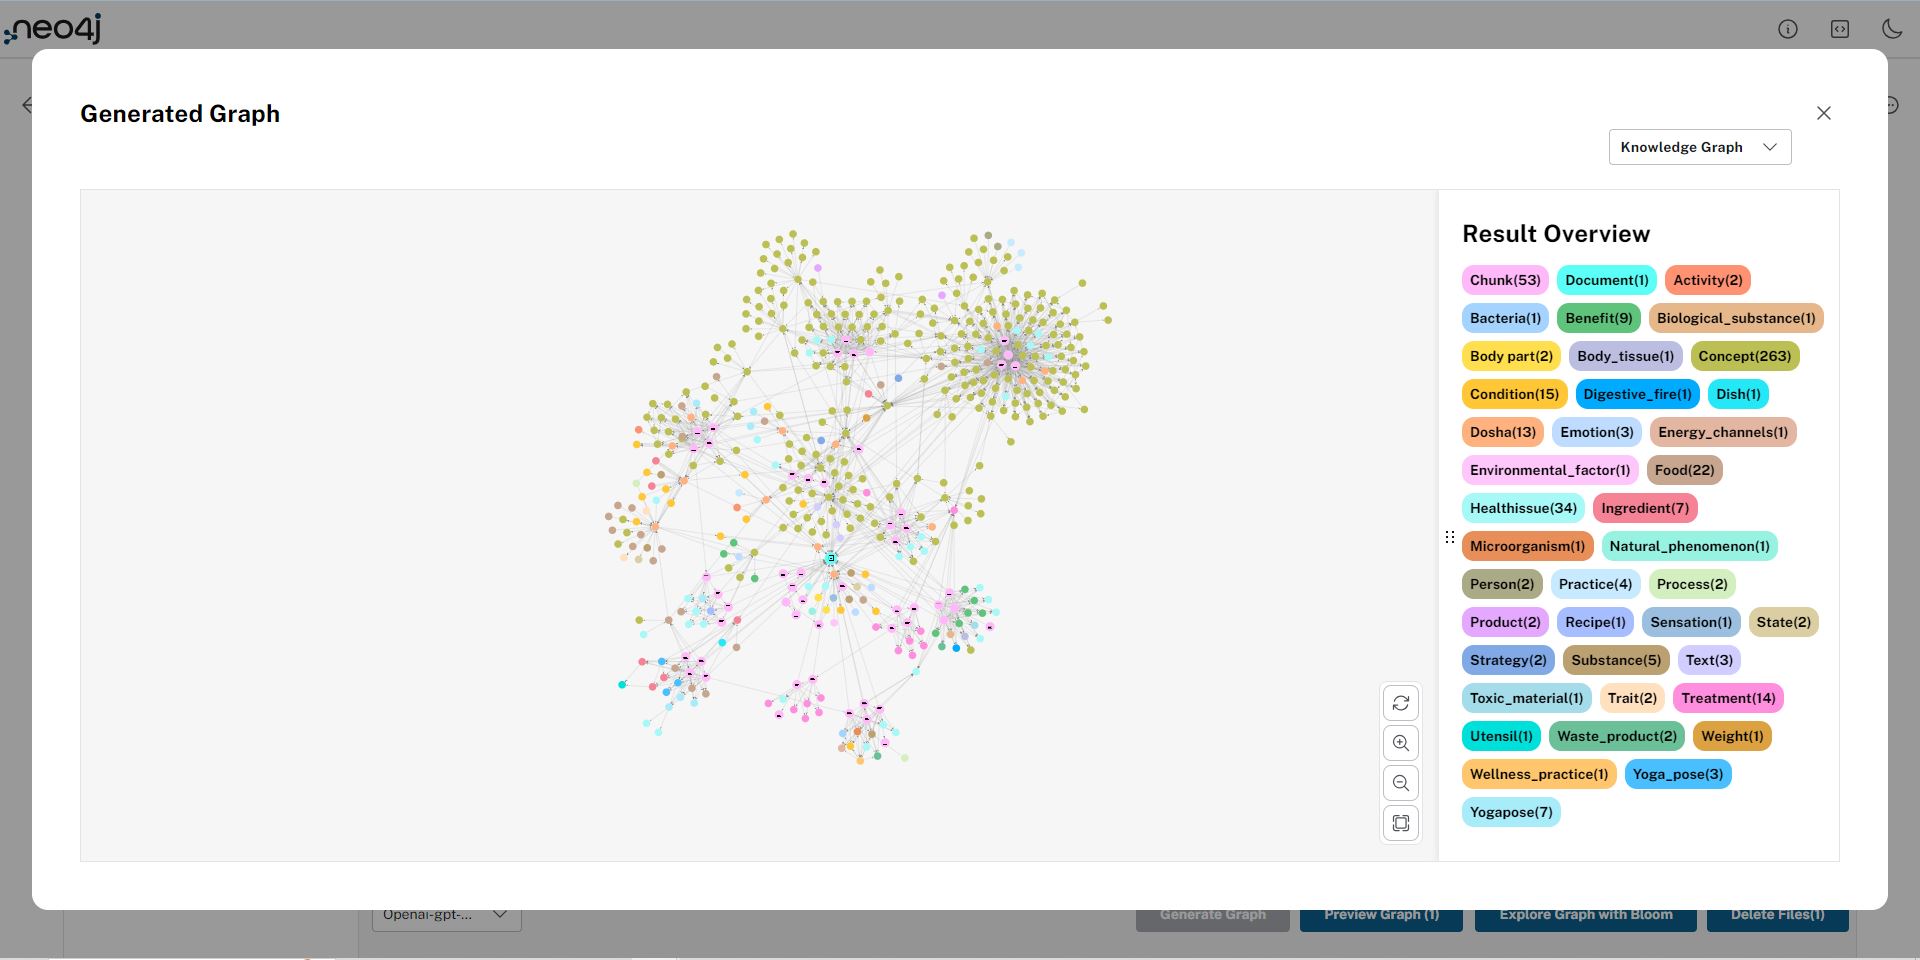 neo4j
Generated Graph
Knowledge Graph
Result Overview
Chunk(53) Document(1) Activity(2)
Bacteria(1) Benefit(9) Biological_substance(1)
Body part(2) Body_tissue(1) Concept(263)
Condition(15) Digestive_fire(1) Dish(1)
Dosha(13) Emotion(3) Energy_channels(1)
Environmental_factor(1) Food(22)
Healthissue(34) Ingredient(7)
Microorganism(1) Natural_phenomenon(1)
Person(2) Practice(4) Process(2)
Product(2) Recipe(1) Sensation(1) State(2)
Strategy(2) Substance(5) Text(3)
Toxic_material(1) Trait(2) Treatment(14)
Utensil(1) Waste_product(2) Weight(1)
Wellness_practice(1) Yoga_pose(3)
Yogapose(7)
Openai-gpt-... Generate Graph Preview Graph (1) Explore Graph with Bloom Delete Files(1)